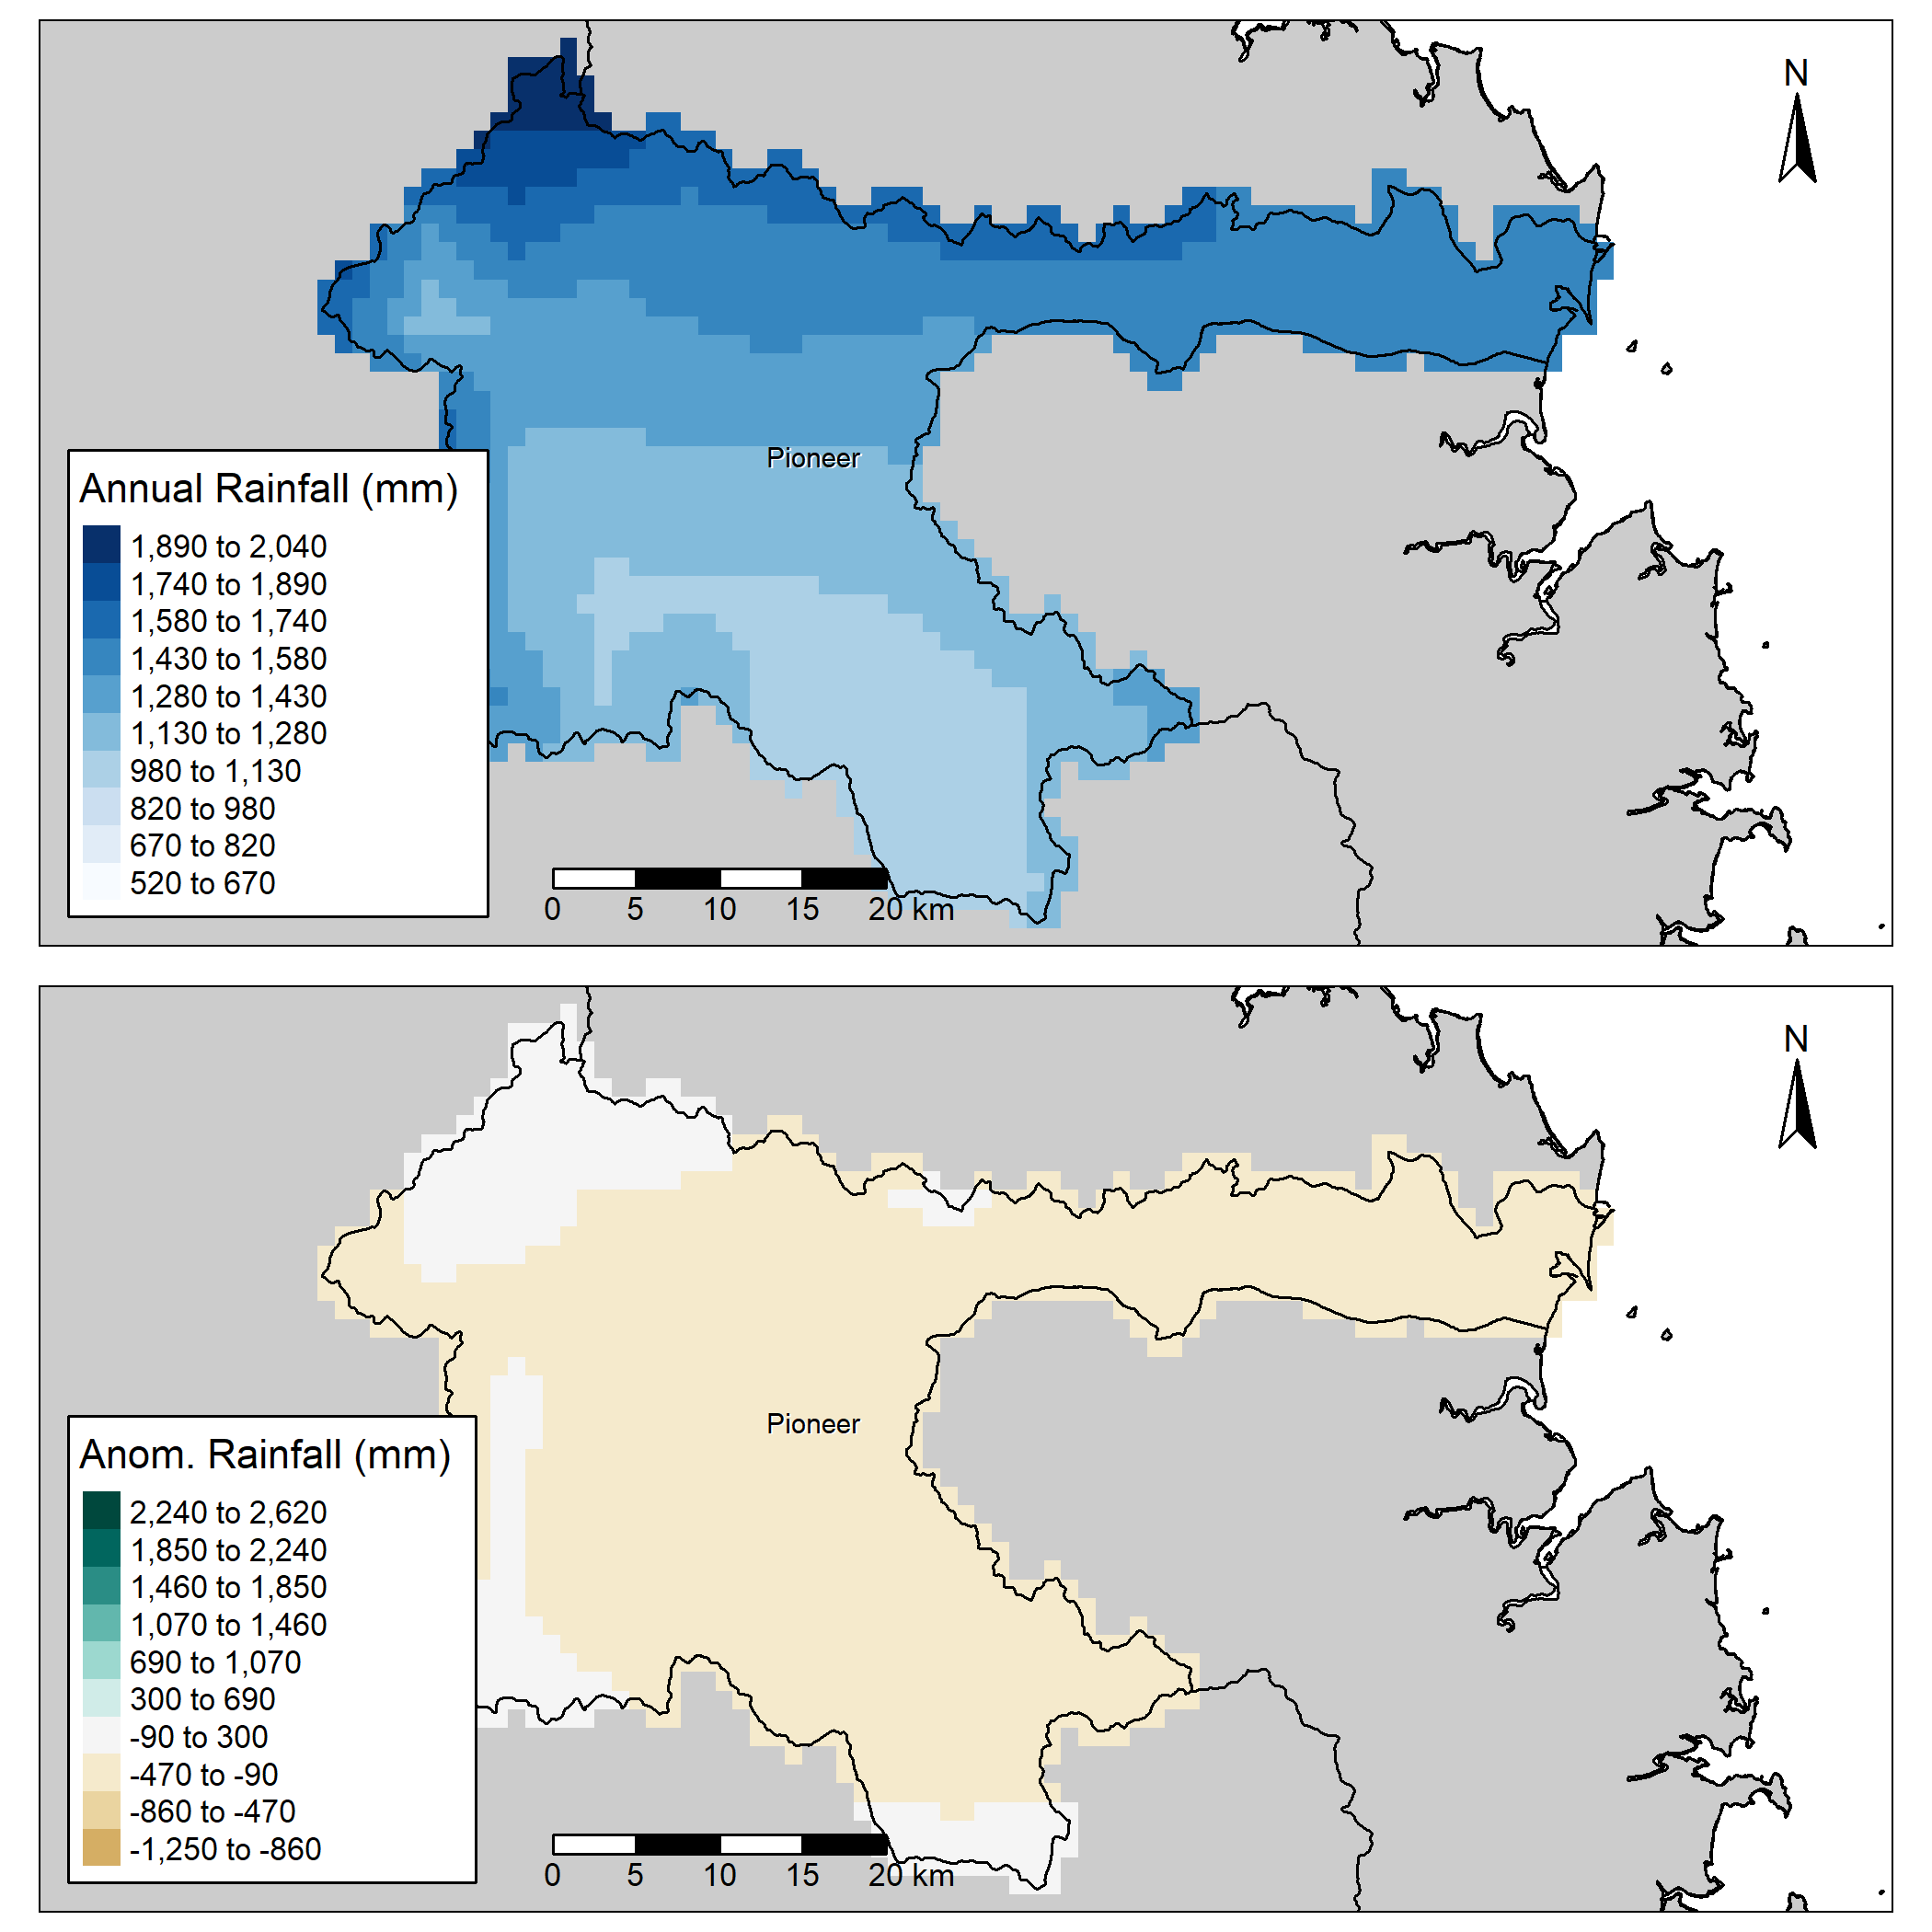 N
Pioneer
Annual Rainfall (mm)
1,890 to 2,040
1,740 to 1,890
1,580 to 1,740
1,430 to 1,580
1,280 to 1,430
1,130 to 1,280
980 to 1,130
820 to 980
670 to 820
520 to 670
0 5 10 15 20 km
N
Pioneer
Anom. Rainfall (mm)
2,240 to 2,620
1,850 to 2,240
1,460 to 1,850
1,070 to 1,460
690 to 1,070
300 to 690
-90 to 300
-470 to -90
-860 to -470
-1,250 to -860
0 5 10 15 20 km